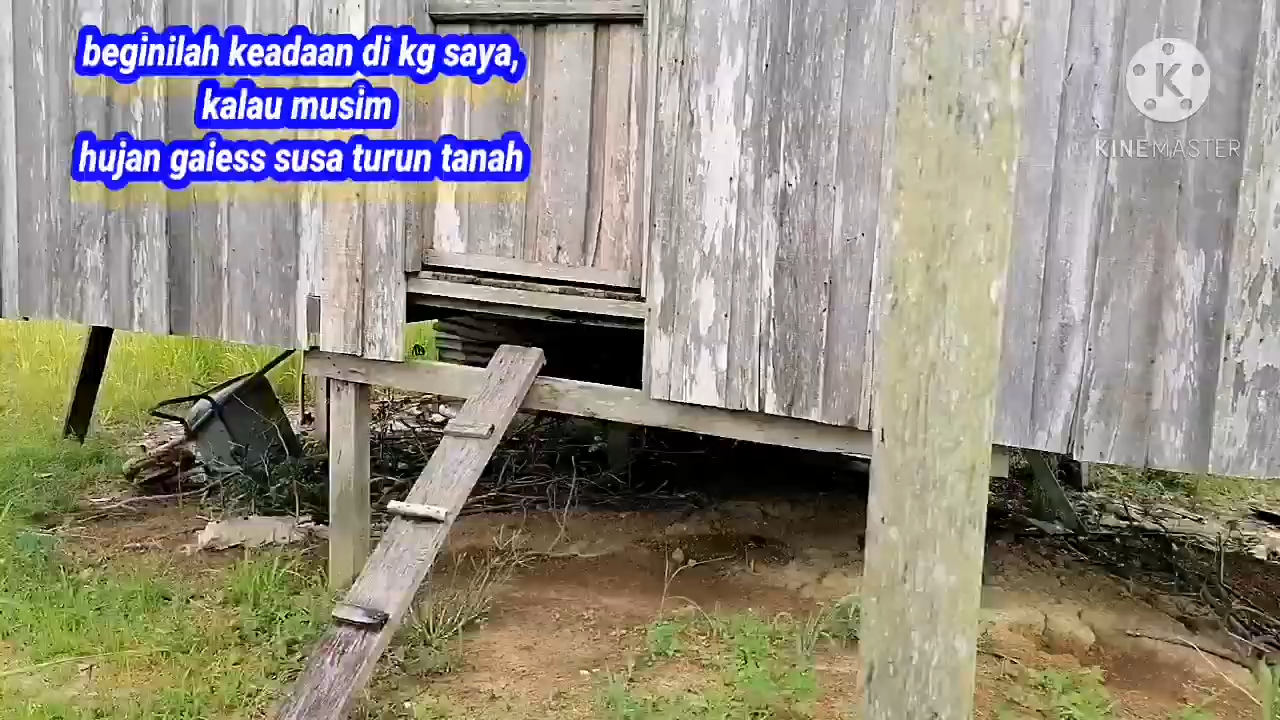 beginilah keadaan di kg saya,
kalau musim
hujan gaiess susa turun tanah
K
KINEMASTER